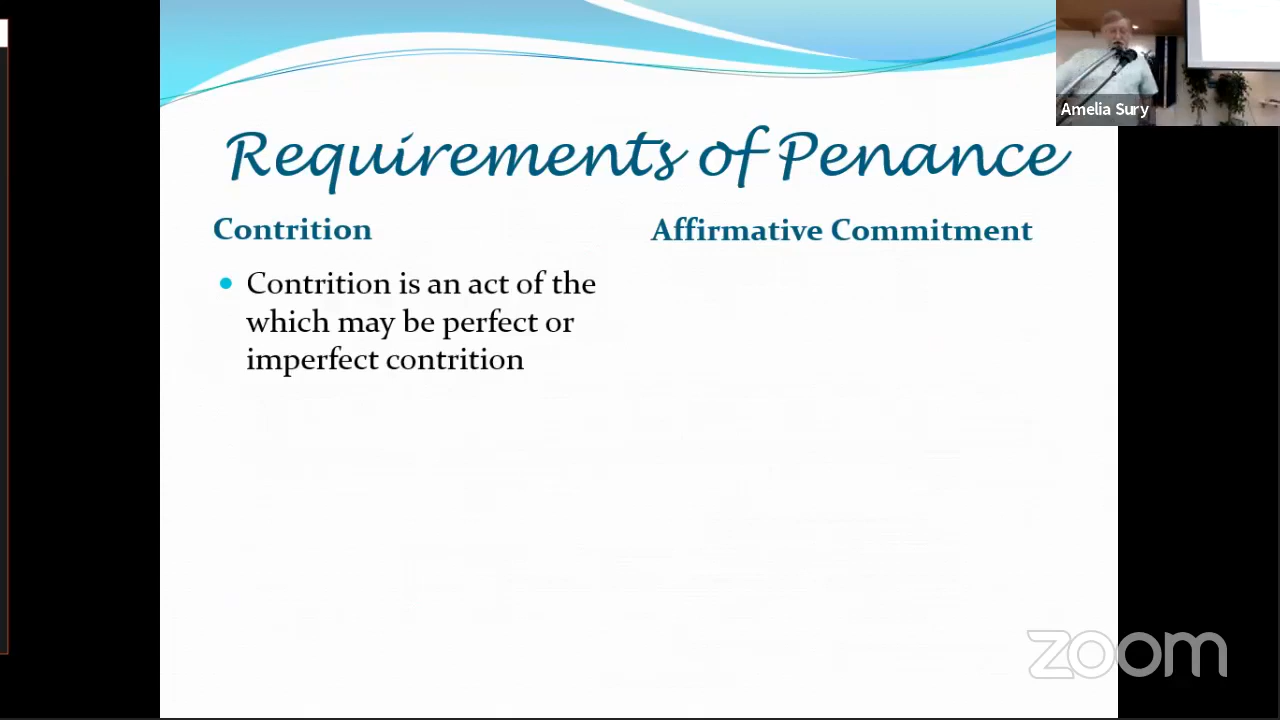 Requirements of Penance
Contrition
Affirmative Commitment
Contrition is an act of the
which may be perfect or
imperfect contrition
Amelia Sury
zoom